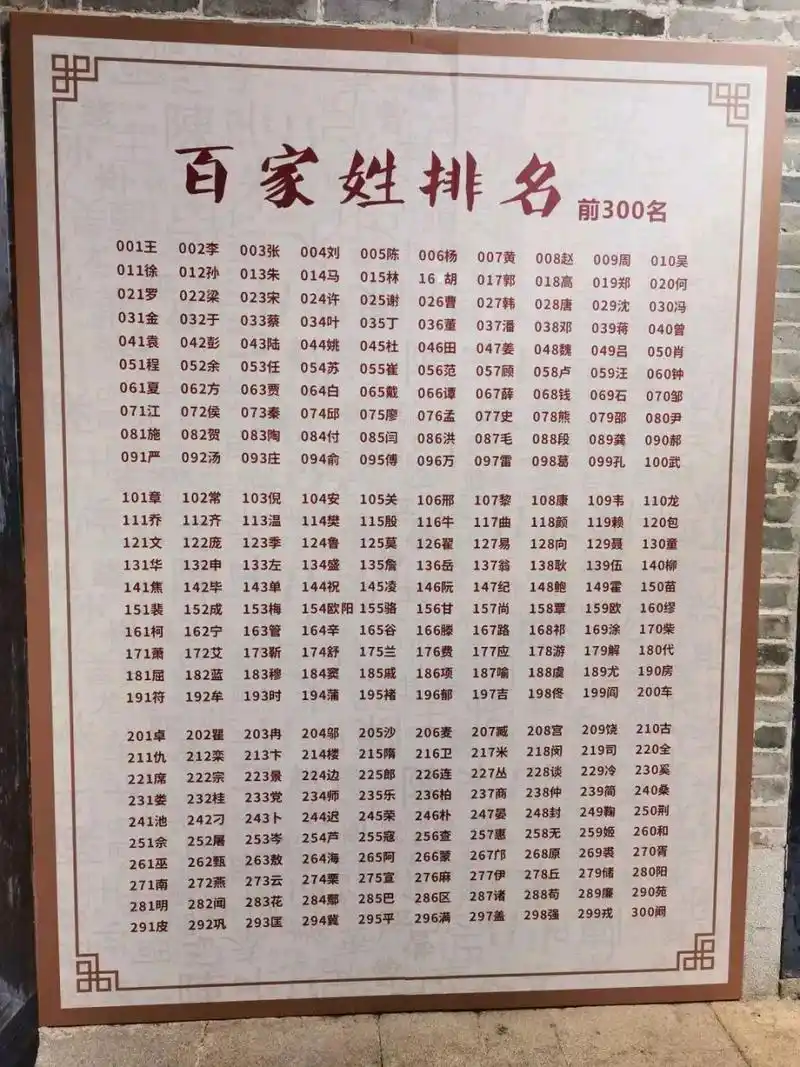 百家姓排名 前300名
001王 002李 003张 004刘 005陈 006杨 007黄 008赵 009周 010吴
011徐 012孙 013朱 014马 015林 16 胡 017郭 018高 019郑 020何
021罗 022梁 023宋 024许 025谢 026曹 027韩 028唐 029沈 030冯
031金 032于 033蔡 034叶 035丁 036董 037潘 038邓 039蒋 040曾
041袁 042彭 043陆 044姚 045杜 046田 047姜 048魏 049吕 050肖
051程 052余 053任 054苏 055崔 056范 057顾 058卢 059汪 060钟
061夏 062方 063贾 064白 065戴 066谭 067薛 068钱 069石 070邹
071江 072侯 073秦 074邱 075廖 076孟 077史 078熊 079邵 080尹
081施 082贺 083陶 084付 085闫 086洪 087毛 088段 089龚 090郝
091严 092汤 093庄 094俞 095傅 096万 097雷 098葛 099孔 100武
101章 102常 103倪 104安 105关 106邢 107黎 108康 109韦 110龙
111乔 112齐 113温 114樊 115殷 116牛 117曲 118颜 119赖 120包
121文 122庞 123季 124鲁 125莫 126翟 127易 128向 129聂 130童
131华 132申 133左 134盛 135詹 136岳 137翁 138耿 139伍 140柳
141焦 142毕 143单 144祝 145凌 146阮 147纪 148鲍 149霍 150苗
151裴 152成 153梅 154欧阳 155骆 156甘 157尚 158覃 159欧 160缪
161柯 162宁 163管 164辛 165谷 166滕 167路 168祁 169涂 170柴
171萧 172艾 173靳 174舒 175兰 176费 177应 178游 179解 180代
181屈 182蓝 183穆 184窦 185戚 186项 187喻 188虞 189尤 190房
191符 192牟 193时 194蒲 195褚 196郁 197吉 198佟 199阎 200车
201卓 202瞿 203冉 204邬 205沙 206麦 207臧 208宫 209饶 210古
211仇 212栾 213卞 214楼 215隋 216卫 217米 218闵 219司 220全
221席 222宗 223景 224边 225郎 226连 227丛 228谈 229冷 230奚
231娄 232桂 233党 234师 235乐 236柏 237商 238仲 239简 240桑
241池 242刁 243卜 244迟 245荣 246朴 247晏 248封 249鞠 250荆
251佘 252屠 253岑 254芦 255寇 256查 257惠 258无 259姬 260和
261巫 262甄 263敖 264海 265阿 266蒙 267邝 268原 269裘 270胥
271南 272燕 273云 274栗 275宣 276麻 277伊 278丘 279储 280阳
281明 282闻 283花 284鄢 285巴 286区 287诸 288苟 289廉 290苑
291皮 292巩 293匡 294冀 295平 296满 297盖 298强 299戎 300阚